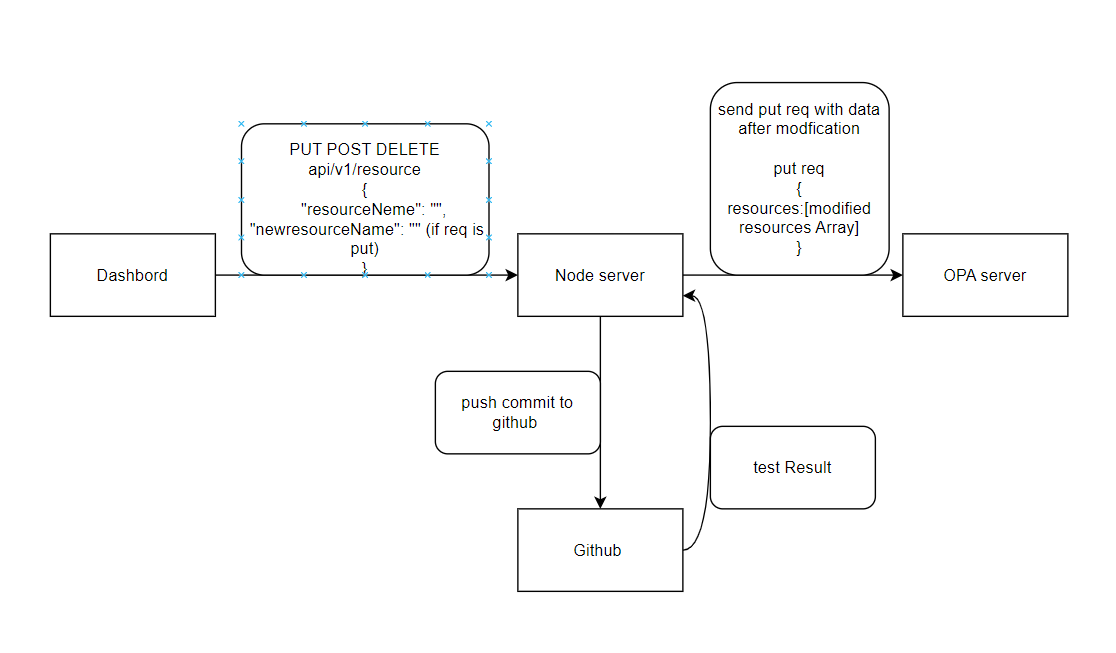 PUT POST DELETE
api/v1/resource
{
"resourceNeme": "",
"newresourceName": "" (if req is
put)
}
send put req with data
after modfication
put req
{
resources:[modified
resources Array]
}
Dashbord
Node server
OPA server
push commit to
github
test Result
Github